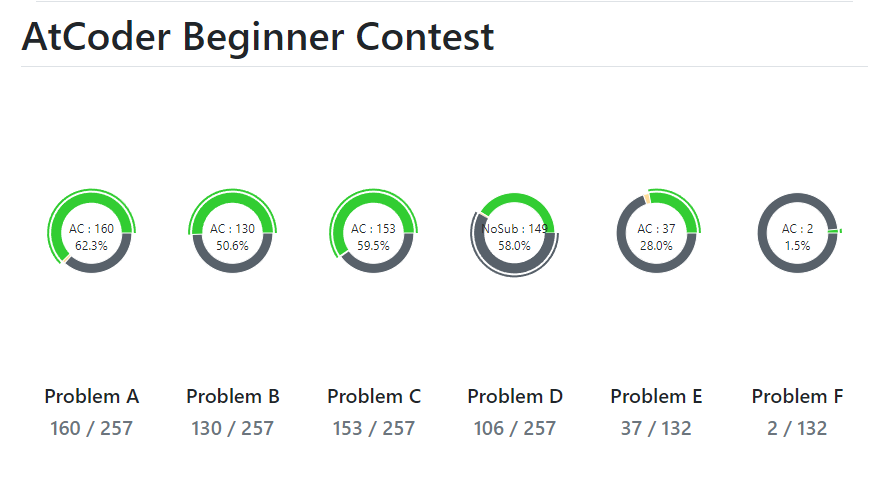 AtCoder Beginner Contest
AC : 160
62.3%
AC : 130
50.6%
AC : 153
59.5%
NoSub : 149
58.0%
AC : 37
28.0%
AC : 2
1.5%
Problem A
160 / 257
Problem B
130 / 257
Problem C
153 / 257
Problem D
106 / 257
Problem E
37 / 132
Problem F
2 / 132